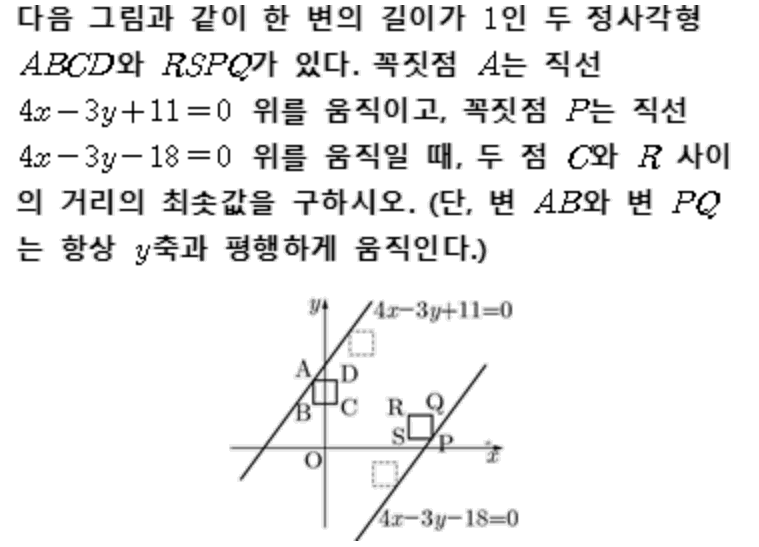 다음 그림과 같이 한 변의 길이가 1인 두 정사각형
ABCD와 RSPQ가 있다. 꼭짓점 A는 직선
4x-3y+11=0 위를 움직이고, 꼭짓점 P는 직선
4x-3y-18=0 위를 움직일 때, 두 점 C와 R 사이
의 거리의 최솟값을 구하시오. (단, 변 AB와 변 PQ
는 항상 y축과 평행하게 움직인다.)
y 4x-3y+11=0
A D
B C R Q
S P
O x
4x-3y-18=0